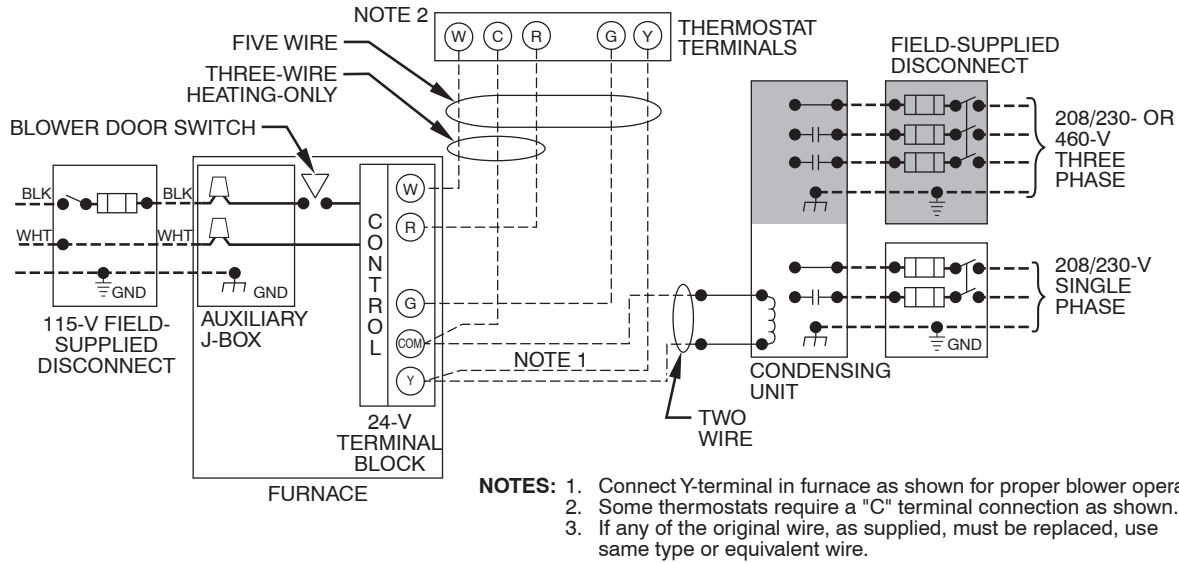 NOTE 2
W C R G Y
THERMOSTAT
TERMINALS
FIVE WIRE
THREE-WIRE
HEATING-ONLY
BLOWER DOOR SWITCH
FIELD-SUPPLIED
DISCONNECT
208/230- OR
460-V
THREE
PHASE
BLK
BLK
WHT
WHT
GND
GND
115-V FIELD-
SUPPLIED
DISCONNECT
AUXILIARY
J-BOX
CONTROL
W
R
G
COM
Y
NOTE 1
24-V
TERMINAL
BLOCK
FURNACE
TWO
WIRE
CONDENSING
UNIT
208/230-V
SINGLE
PHASE
GND
NOTES: 1. Connect Y-terminal in furnace as shown for proper blower opera
2. Some thermostats require a "C" terminal connection as shown.
3. If any of the original wire, as supplied, must be replaced, use
same type or equivalent wire.